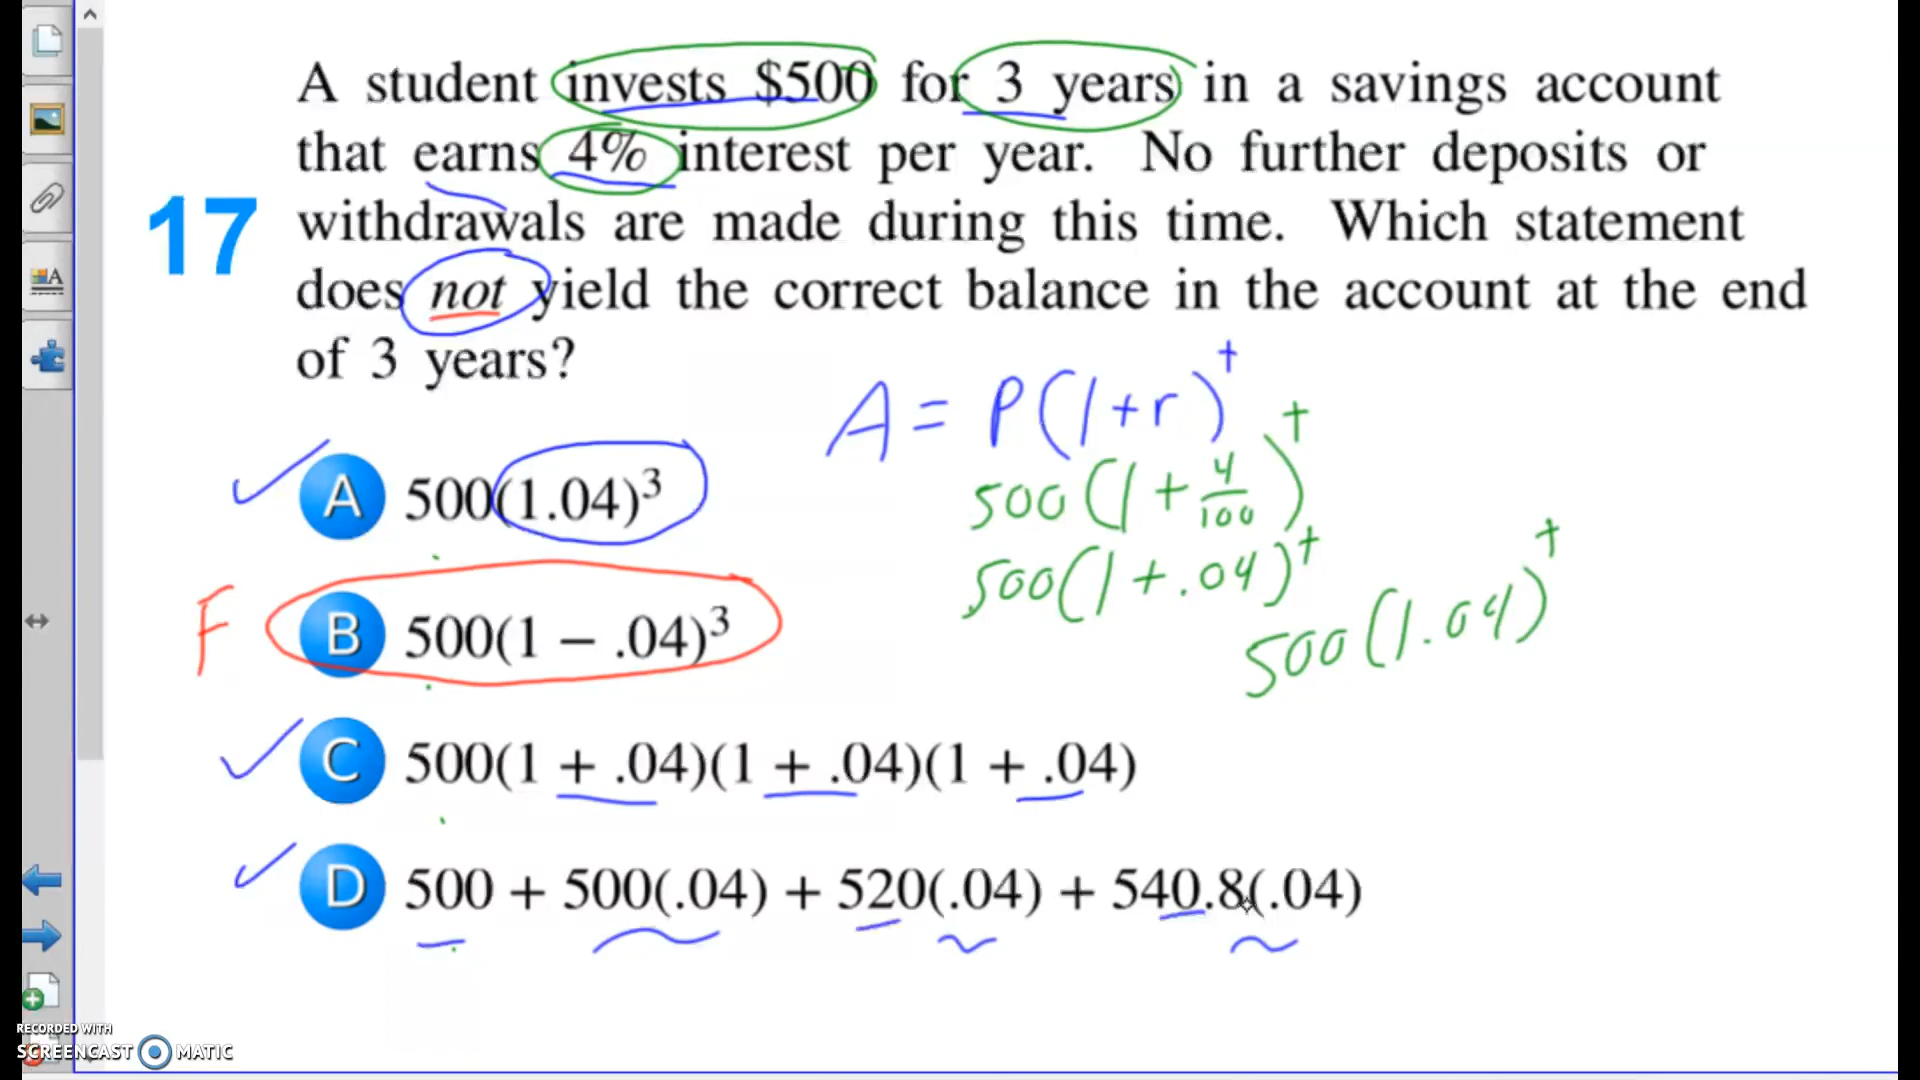 A student invests $500 for 3 years in a savings account
that earns 4% interest per year. No further deposits or
17
withdrawals are made during this time. Which statement
does not yield the correct balance in the account at the end
of 3 years?
A = P(1+r)^t
A 500(1.04)³
500(1 + 4/100)^t
500(1 + .04)^t
F
B 500(1 − .04)³
500(1.04)^t
C 500(1 + .04)(1 + .04)(1 + .04)
D 500 + 500(.04) + 520(.04) + 540.8(.04)
RECORDED WITH
SCREENCAST MATIC